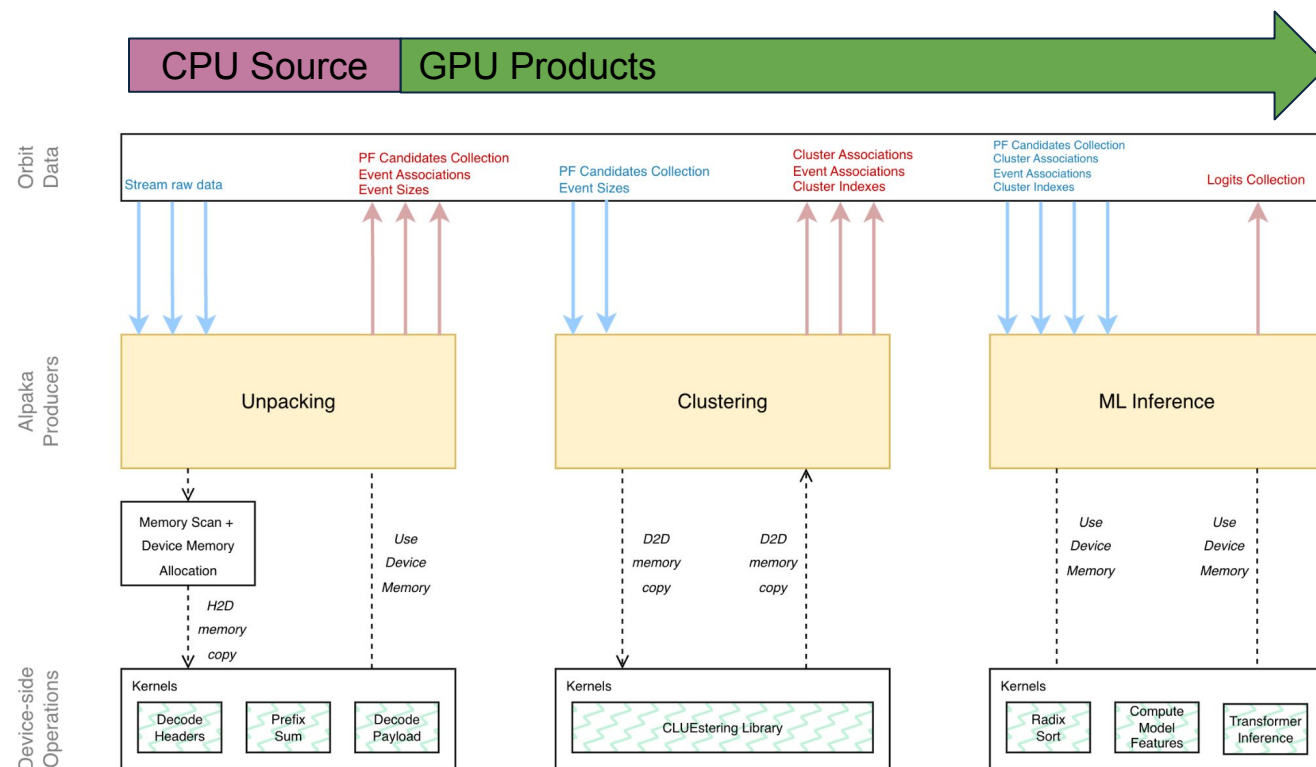 CPU Source
GPU Products
Orbit
Data
Stream raw data
PF Candidates Collection
Event Associations
Event Sizes
PF Candidates Collection
Event Sizes
Cluster Associations
Event Associations
Cluster Indexes
PF Candidates Collection
Cluster Associations
Event Associations
Cluster Indexes
Logits Collection
Alpaka
Producers
Unpacking
Clustering
ML Inference
Memory Scan +
Device Memory
Allocation
H2D
memory
copy
Use
Device
Memory
D2D
memory
copy
D2D
memory
copy
Use
Device
Memory
Use
Device
Memory
Device-side
Operations
Kernels
Decode
Headers
Prefix
Sum
Decode
Payload
Kernels
CLUEstering Library
Kernels
Radix
Sort
Compute
Model
Features
Transformer
Inference